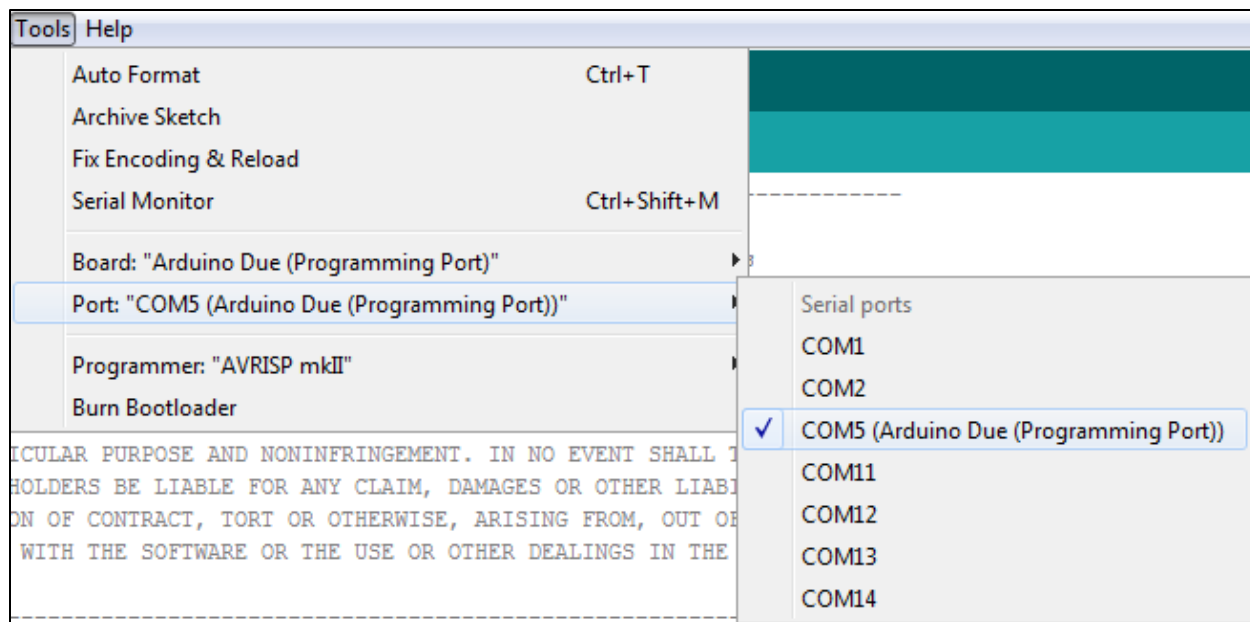 Tools Help
Auto Format Ctrl+T
Archive Sketch
Fix Encoding & Reload
Serial Monitor Ctrl+Shift+M
Board: "Arduino Due (Programming Port)"
Port: "COM5 (Arduino Due (Programming Port))"
Programmer: "AVRISP mkII"
Burn Bootloader
Serial ports
COM1
COM2
COM5 (Arduino Due (Programming Port))
COM11
COM12
COM13
COM14
ICULAR PURPOSE AND NONINFRINGEMENT. IN NO EVENT SHALL
HOLDERS BE LIABLE FOR ANY CLAIM, DAMAGES OR OTHER LIABI
ON OF CONTRACT, TORT OR OTHERWISE, ARISING FROM, OUT OF
WITH THE SOFTWARE OR THE USE OR OTHER DEALINGS IN THE